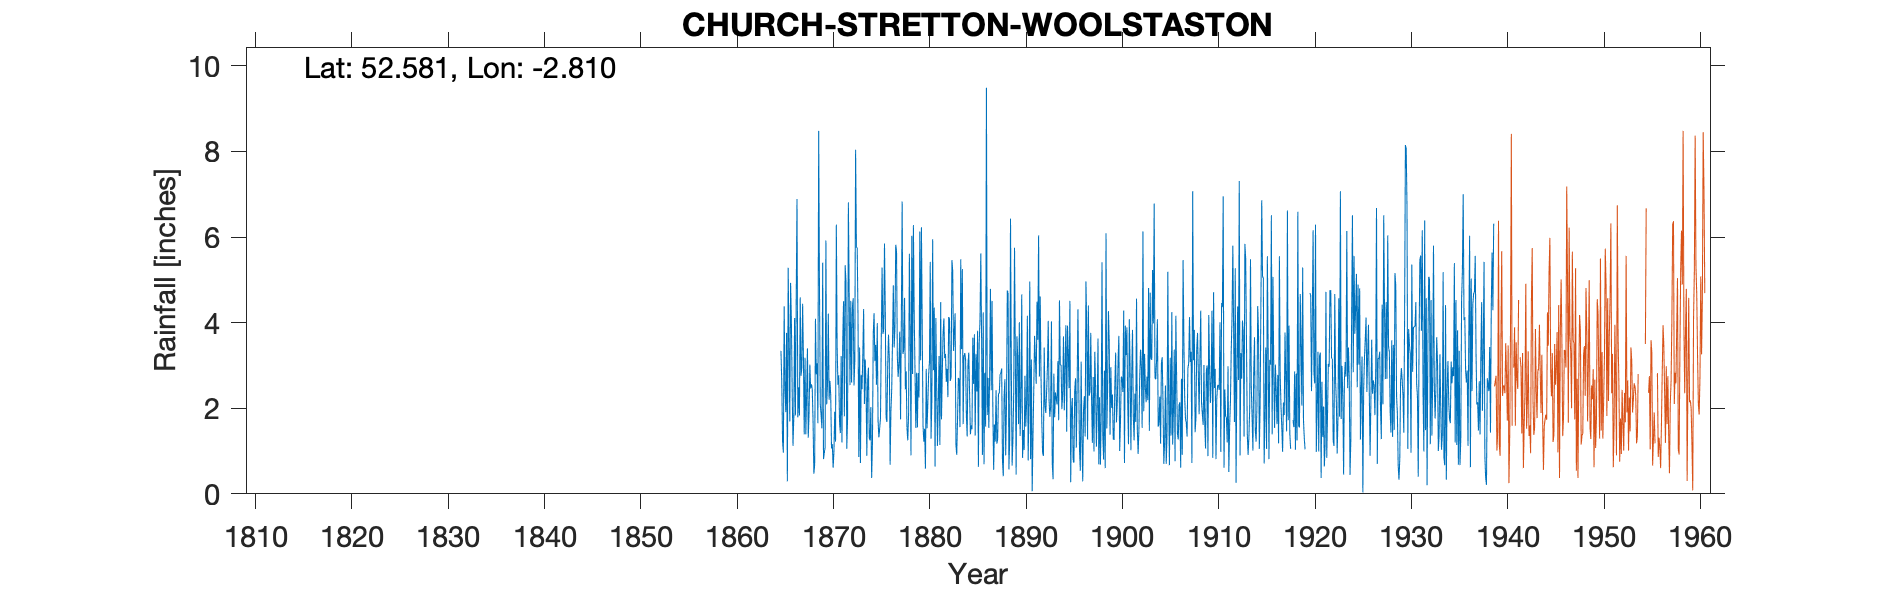 CHURCH-STRETTON-WOOLSTASTON
Lat: 52.581, Lon: -2.810
Rainfall [inches]
10
8
6
4
2
0
1810 1820 1830 1840 1850 1860 1870 1880 1890 1900 1910 1920 1930 1940 1950 1960
Year